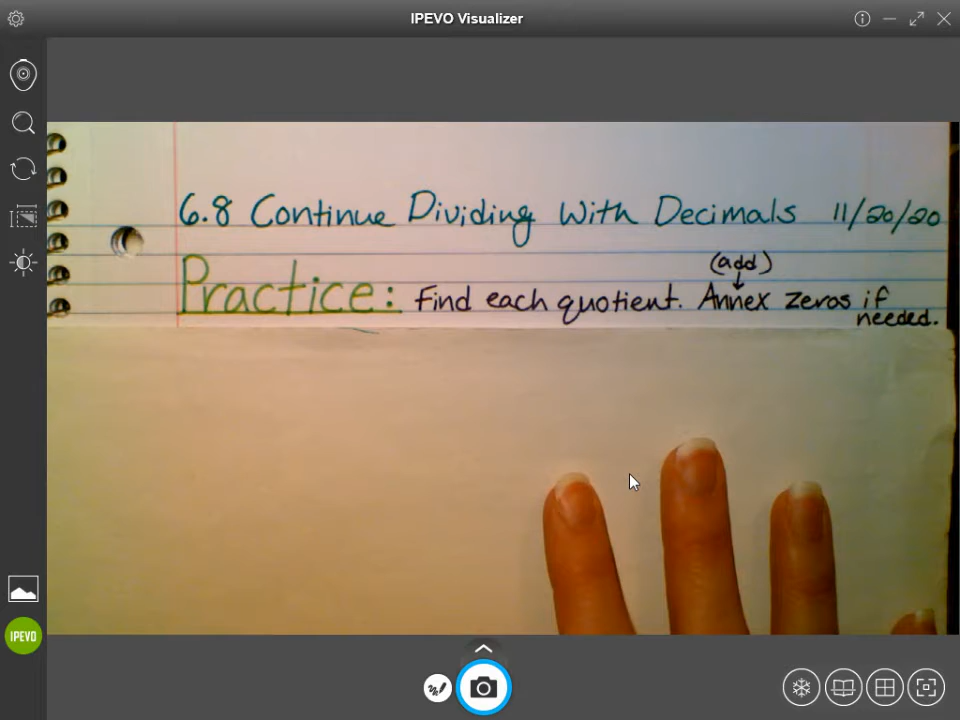 IPEVO Visualizer
6.8 Continue Dividing With Decimals 11/20/20
(add)
Practice: Find each quotient. Annex zeros if
needed.
IPEVO